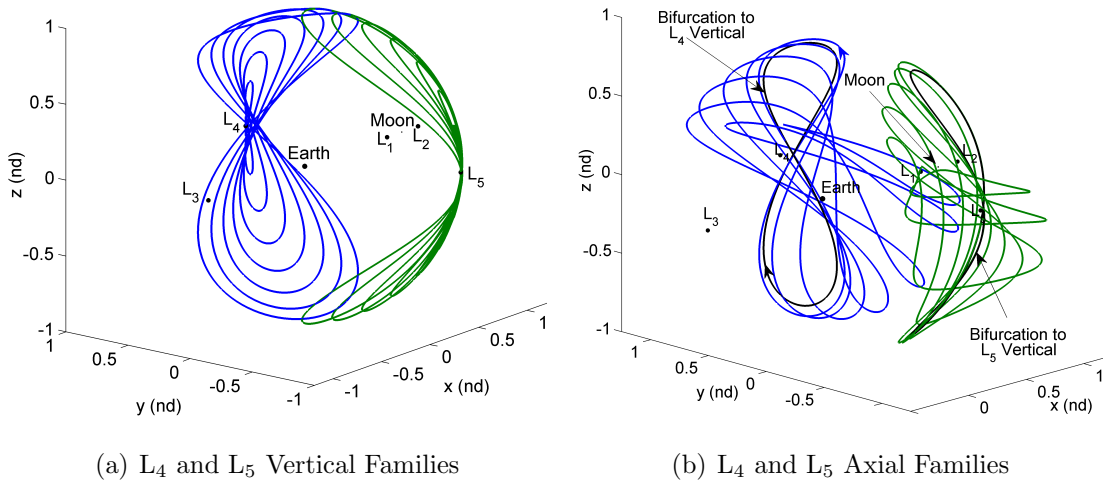 1
0.5
0
-0.5
-1
z (nd)
L4
Moon
L1
L2
Earth
L3
L5
1
0.5
0
-0.5
-1
y (nd)
-1
-0.5
0
0.5
1
x (nd)
(a) L4 and L5 Vertical Families
1
0.5
0
-0.5
-1
z (nd)
Bifurcation to
L4 Vertical
Moon
L4
L1
L2
Earth
L3
Bifurcation to
L5 Vertical
1
0.5
0
-0.5
y (nd)
0
0.5
1
x (nd)
(b) L4 and L5 Axial Families